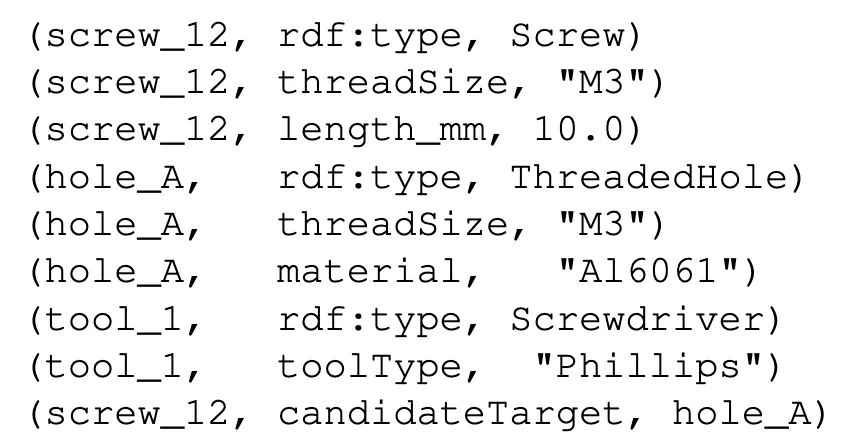 (screw_12, rdf:type, Screw)
(screw_12, threadSize, "M3")
(screw_12, length_mm, 10.0)
(hole_A,   rdf:type, ThreadedHole)
(hole_A,   threadSize, "M3")
(hole_A,   material,   "Al6061")
(tool_1,   rdf:type, Screwdriver)
(tool_1,   toolType,  "Phillips")
(screw_12, candidateTarget, hole_A)